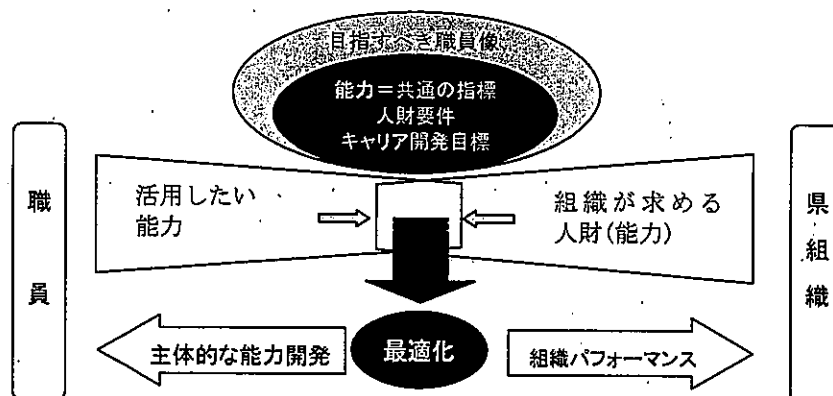 目指すべき職員像
能力＝共通の指標
人財要件
キャリア開発目標
職員
活用したい
能力
組織が求める
人財(能力)
県組織
主体的な能力開発
最適化
組織パフォーマンス